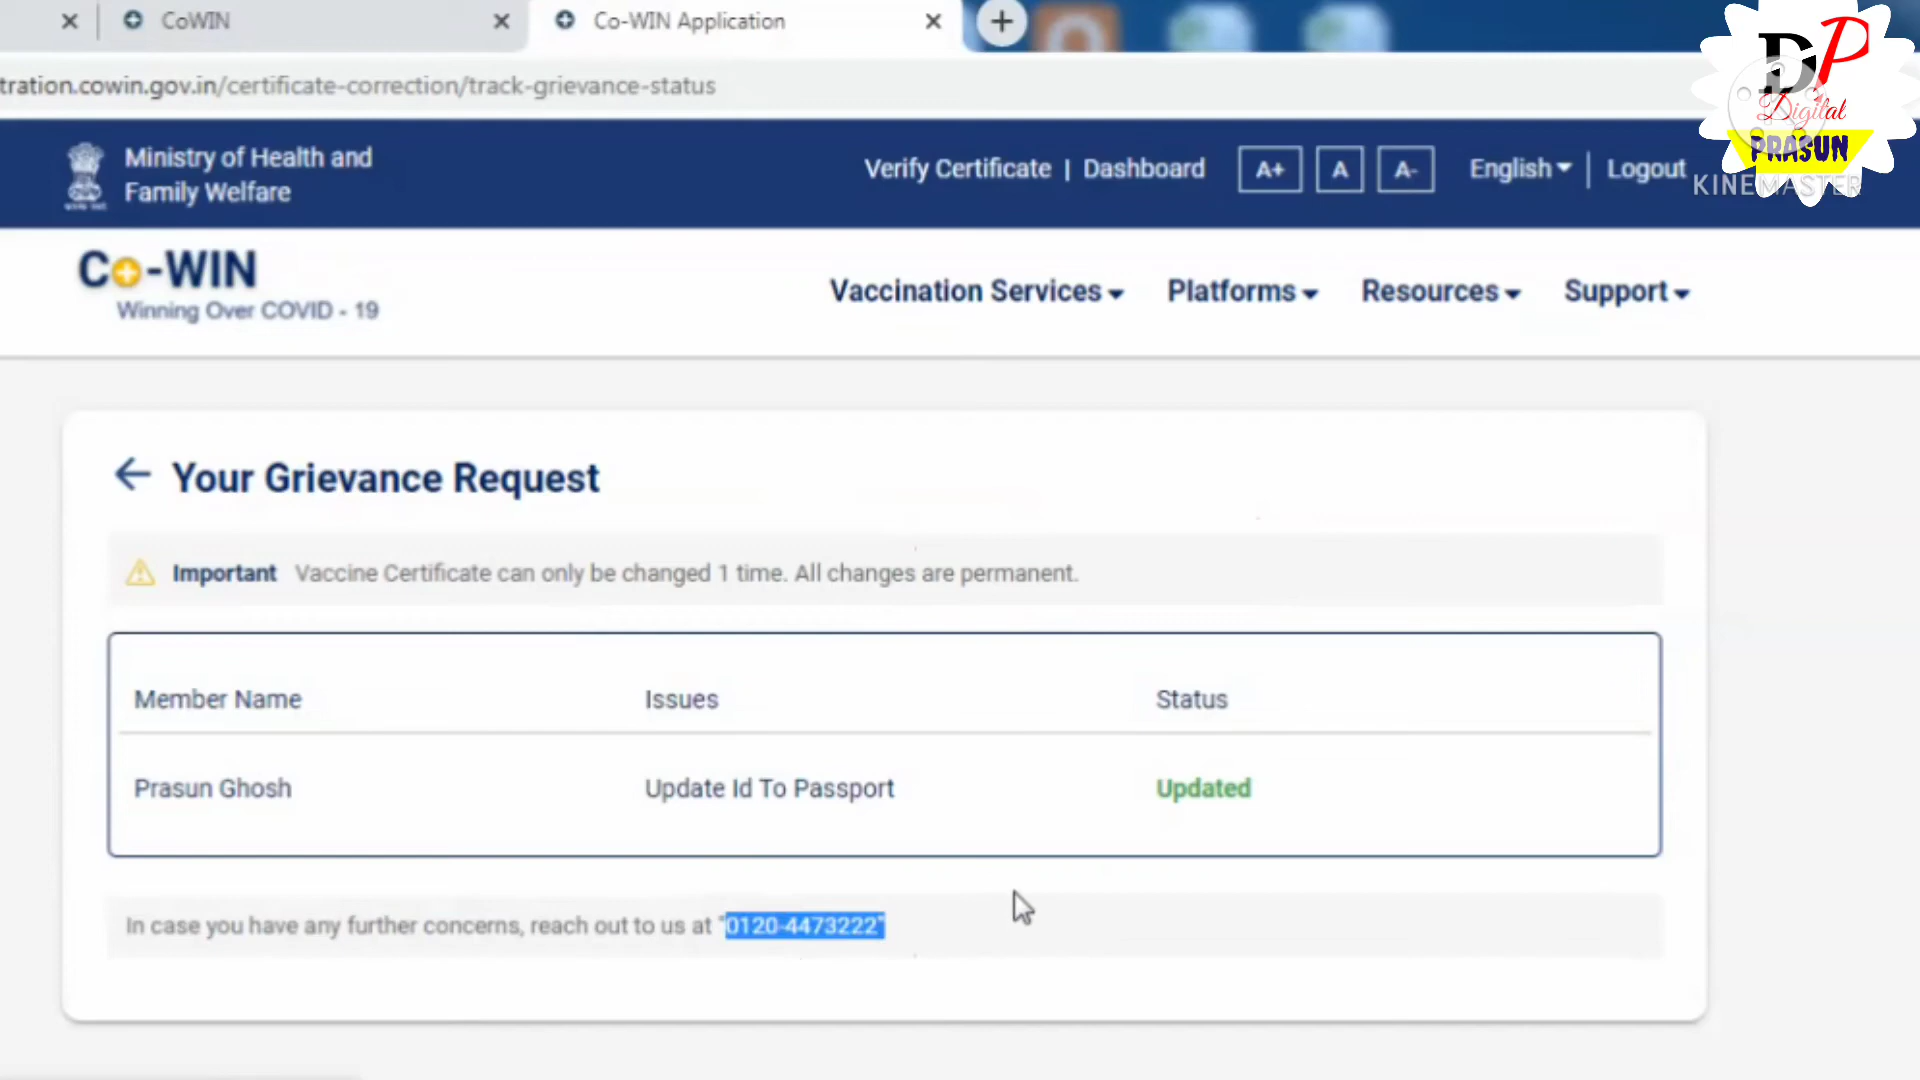 CoWIN
Co-WIN Application
tration.cowin.gov.in/certificate-correction/track-grievance-status
DP
Digital
PRASUN
KINEMASTER
Ministry of Health and
Family Welfare
Verify Certificate | Dashboard A+ A A- English Logout
Co-WIN
Winning Over COVID - 19
Vaccination Services Platforms Resources Support
Your Grievance Request
Important Vaccine Certificate can only be changed 1 time. All changes are permanent.
Member Name Issues Status
Prasun Ghosh Update Id To Passport Updated
In case you have any further concerns, reach out to us at "0120-4473222"